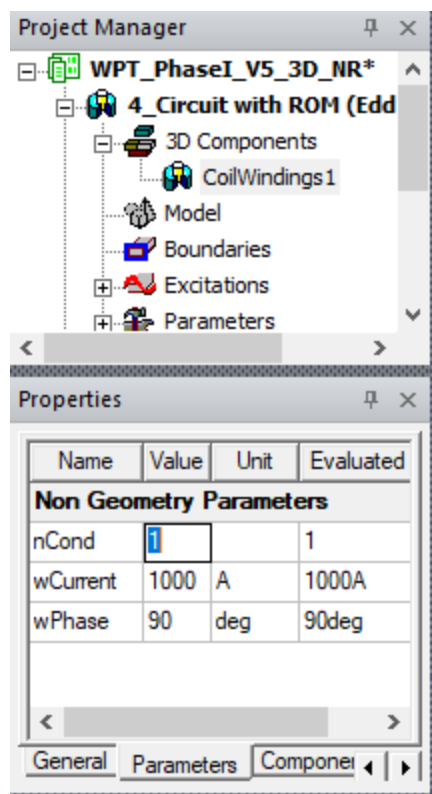 Project Manager
WPT_PhaseI_V5_3D_NR*
4_Circuit with ROM (Edd
3D Components
CoilWindings1
Model
Boundaries
Excitations
Parameters
Properties
Name Value Unit Evaluated
Non Geometry Parameters
nCond 1 1
wCurrent 1000 A 1000A
wPhase 90 deg 90deg
General Parameters Componer